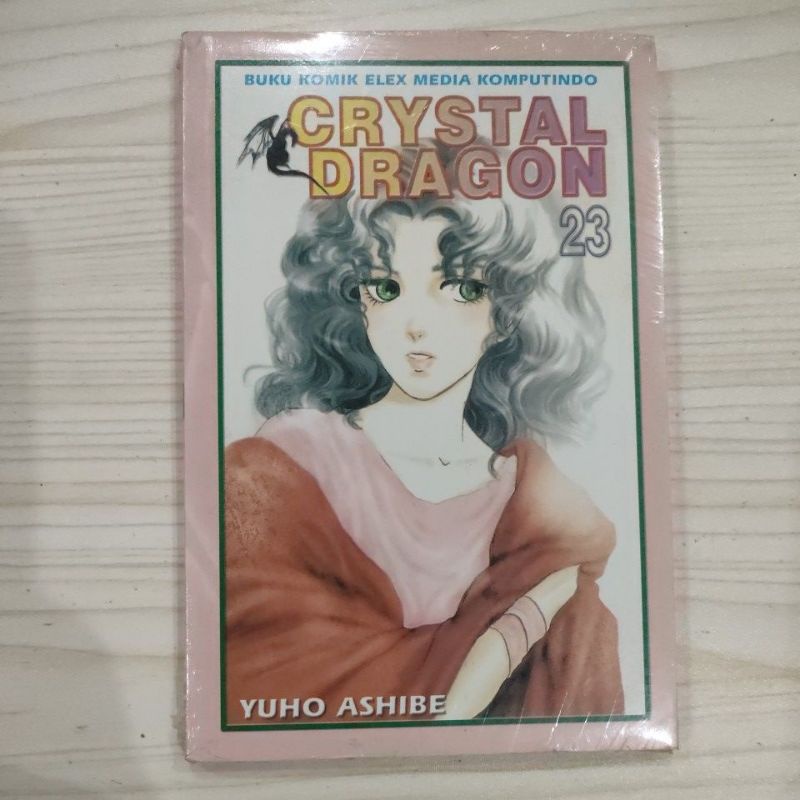 BUKU KOMIK ELEX MEDIA KOMPUTINDO
CRYSTAL
DRAGON
23
YUHO ASHIBE